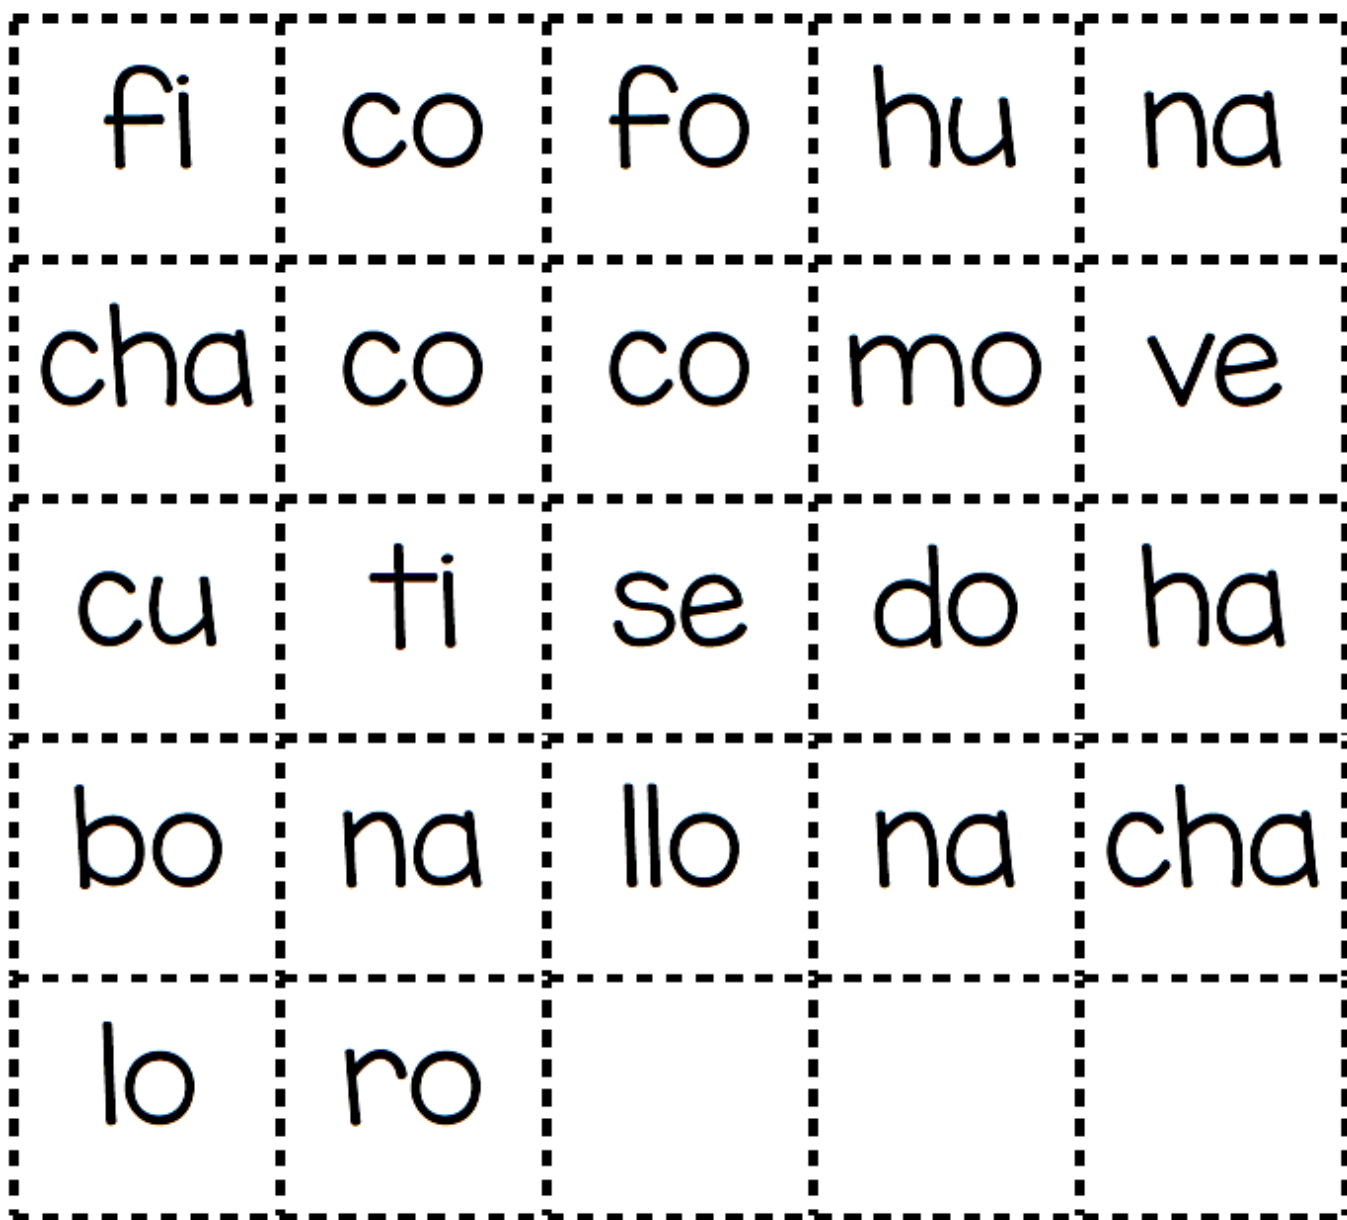 fi co fo hu na
cha co co mo ve
cu ti se do ha
bo na llo na cha
lo ro